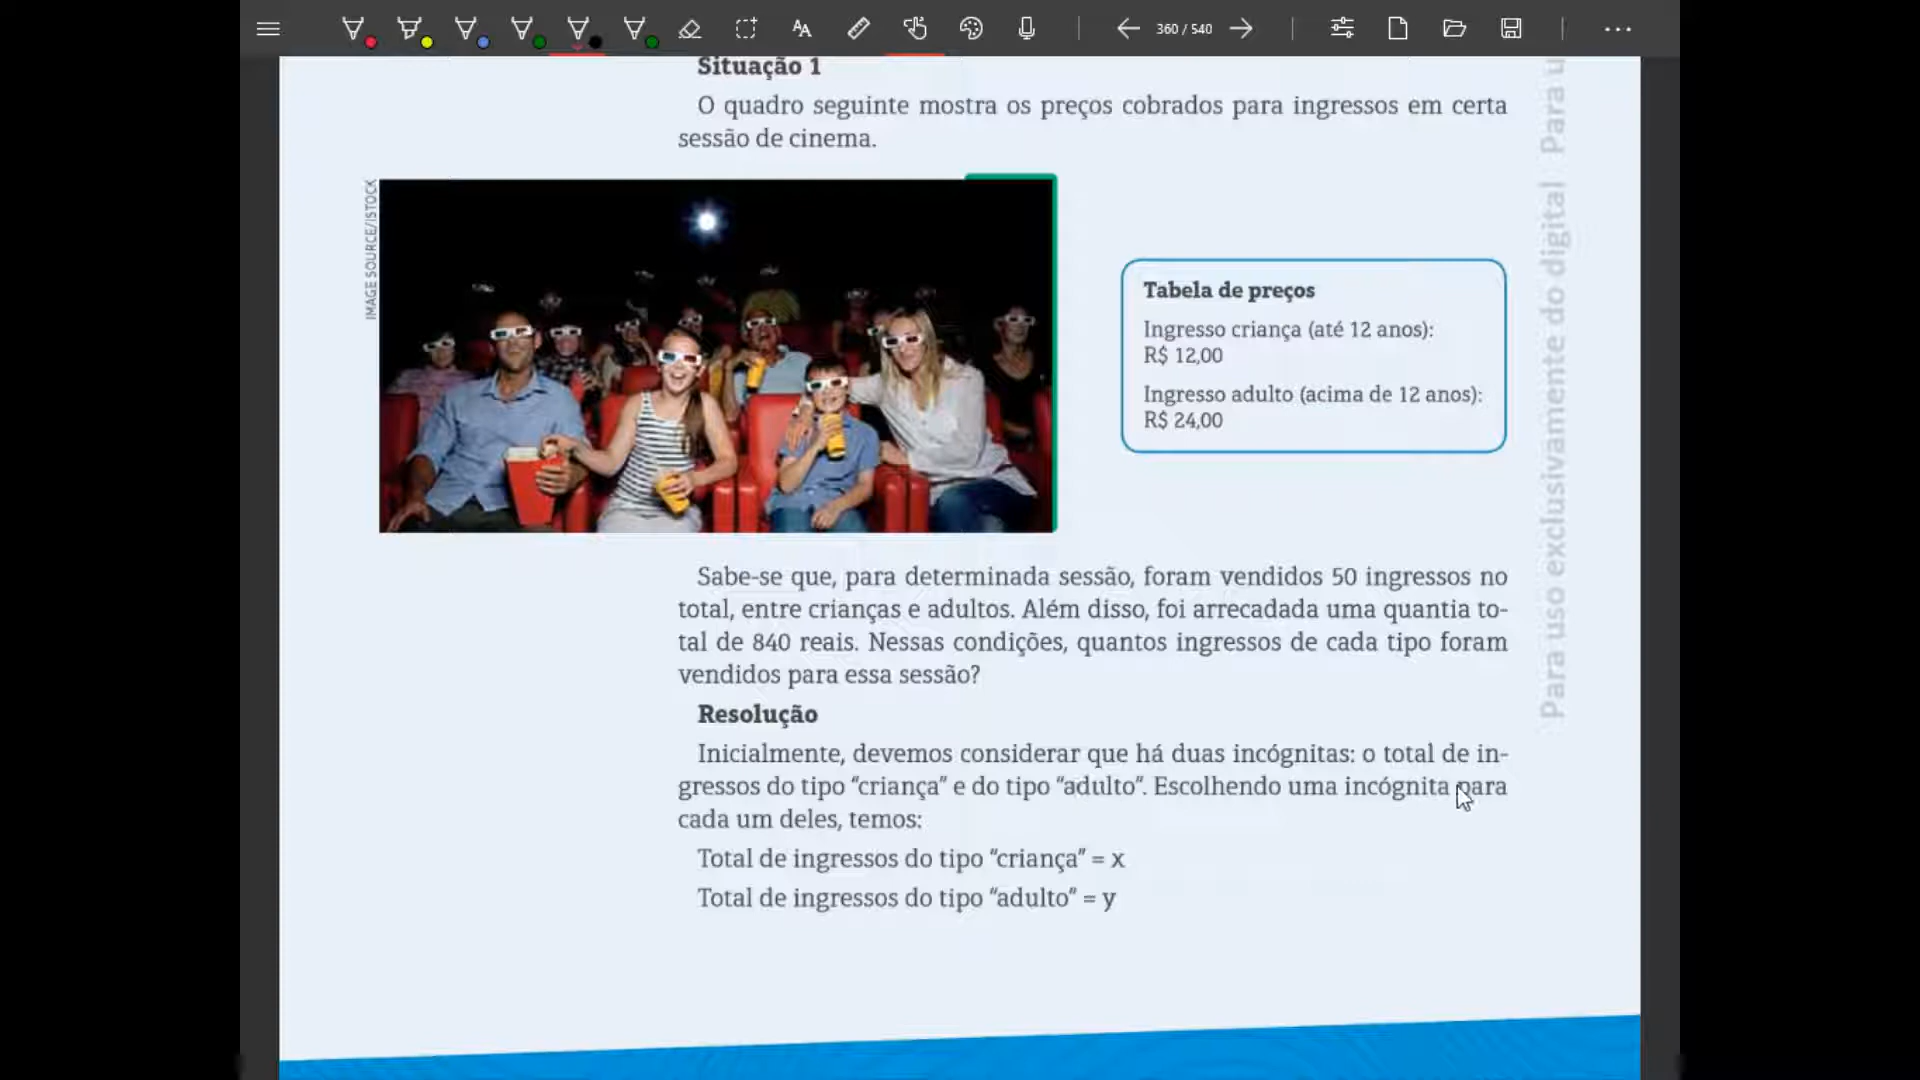 360 / 540
Situação 1
O quadro seguinte mostra os preços cobrados para ingressos em certa
sessão de cinema.
IMAGE SOURCE/ISTOCK
Tabela de preços
Ingresso criança (até 12 anos):
R$ 12,00
Ingresso adulto (acima de 12 anos):
R$ 24,00
Sabe-se que, para determinada sessão, foram vendidos 50 ingressos no
total, entre crianças e adultos. Além disso, foi arrecadada uma quantia to-
tal de 840 reais. Nessas condições, quantos ingressos de cada tipo foram
vendidos para essa sessão?
Resolução
Inicialmente, devemos considerar que há duas incógnitas: o total de in-
gressos do tipo “criança” e do tipo “adulto”. Escolhendo uma incógnita para
cada um deles, temos:
Total de ingressos do tipo “criança” = x
Total de ingressos do tipo “adulto” = y
Para uso exclusivamente do digital Para u